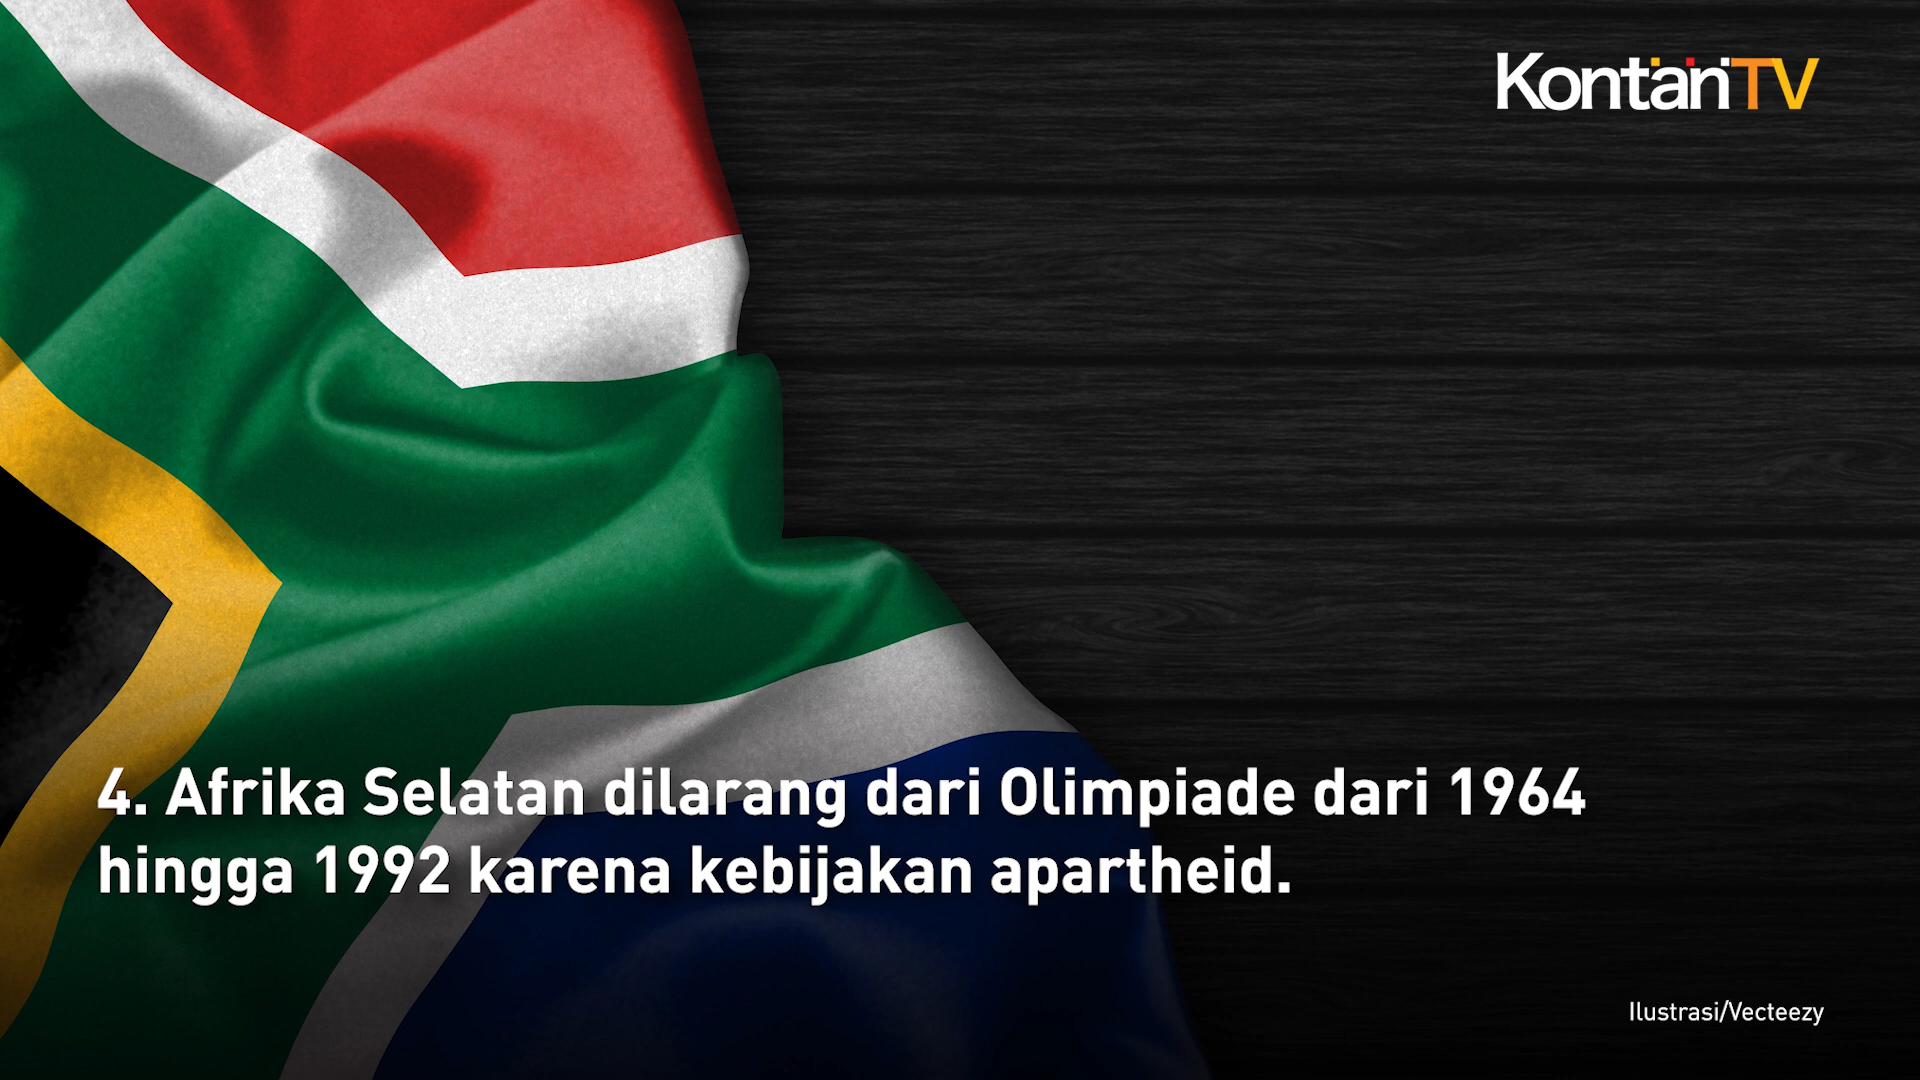 KontanTV
4. Afrika Selatan dilarang dari Olimpiade dari 1964
hingga 1992 karena kebijakan apartheid.
Ilustrasi/Vecteezy